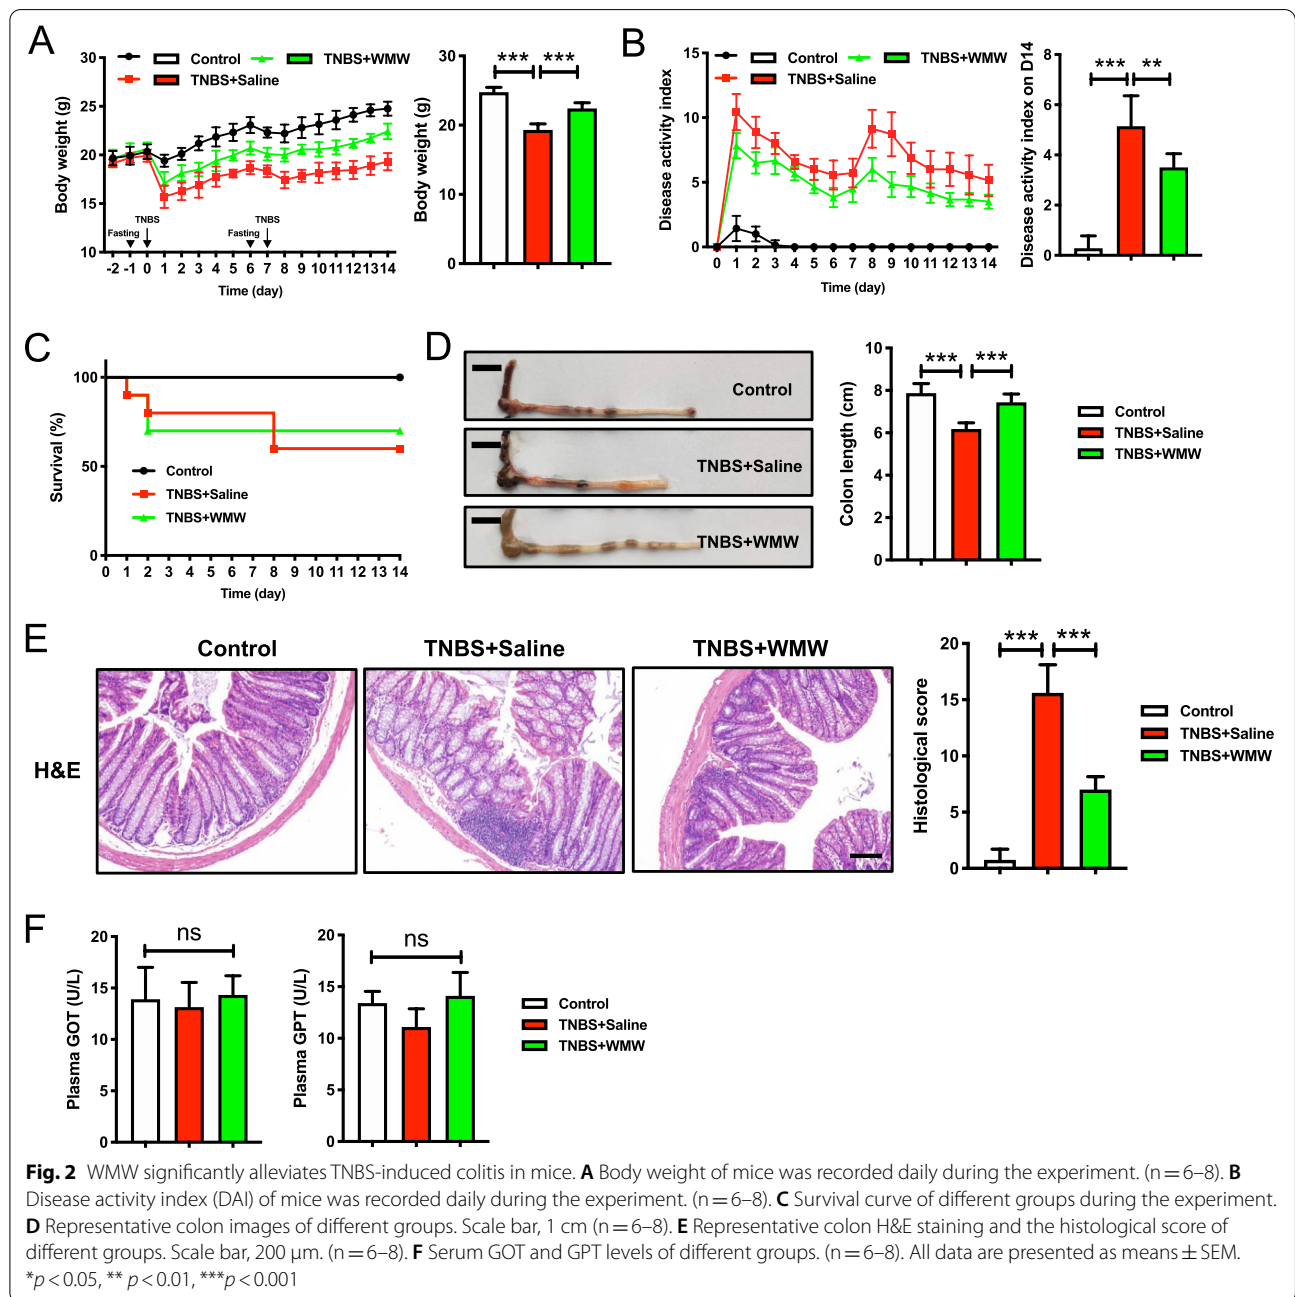 A
Control
TNBS+WMW
TNBS+Saline
Body weight (g)
30
25
20
15
10
Fasting
TNBS
Fasting
TNBS
-2 -1 0 1 2 3 4 5 6 7 8 9 10 11 12 13 14
Time (day)
Body weight (g)
30
20
10
0
*** ***
B
Control
TNBS+WMW
TNBS+Saline
Disease activity index
15
10
5
0
0 1 2 3 4 5 6 7 8 9 10 11 12 13 14
Time (day)
Disease activity index on D14
8
6
4
2
0
*** **
C
Survival (%)
100
50
0
Control
TNBS+Saline
TNBS+WMW
0 1 2 3 4 5 6 7 8 9 10 11 12 13 14
Time (day)
D
Control
TNBS+Saline
TNBS+WMW
Colon length (cm)
10
8
6
4
2
0
*** ***
Control
TNBS+Saline
TNBS+WMW
E
Control TNBS+Saline TNBS+WMW
H&E
Histological score
20
15
10
5
0
*** ***
Control
TNBS+Saline
TNBS+WMW
F
Plasma GOT (U/L)
20
15
10
5
0
ns
Plasma GPT (U/L)
20
15
10
5
0
ns
Control
TNBS+Saline
TNBS+WMW
Fig. 2 WMW significantly alleviates TNBS-induced colitis in mice. A Body weight of mice was recorded daily during the experiment. (n = 6–8). B
Disease activity index (DAI) of mice was recorded daily during the experiment. (n = 6–8). C Survival curve of different groups during the experiment.
D Representative colon images of different groups. Scale bar, 1 cm (n = 6–8). E Representative colon H&E staining and the histological score of
different groups. Scale bar, 200 μm. (n = 6–8). F Serum GOT and GPT levels of different groups. (n = 6–8). All data are presented as means ± SEM.
*p < 0.05, ** p < 0.01, ***p < 0.001